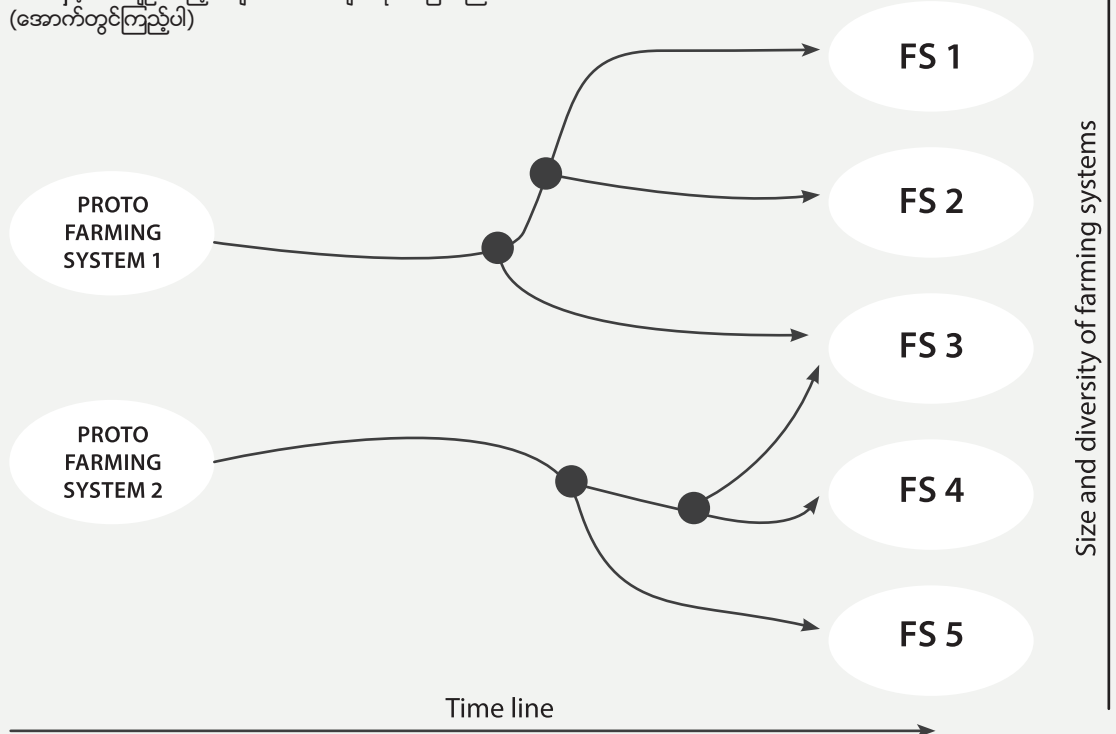 (အောက်တွင်ကြည့်ပါ)
FS 1
FS 2
PROTO
FARMING
SYSTEM 1
FS 3
PROTO
FARMING
SYSTEM 2
FS 4
FS 5
Size and diversity of farming systems
Time line